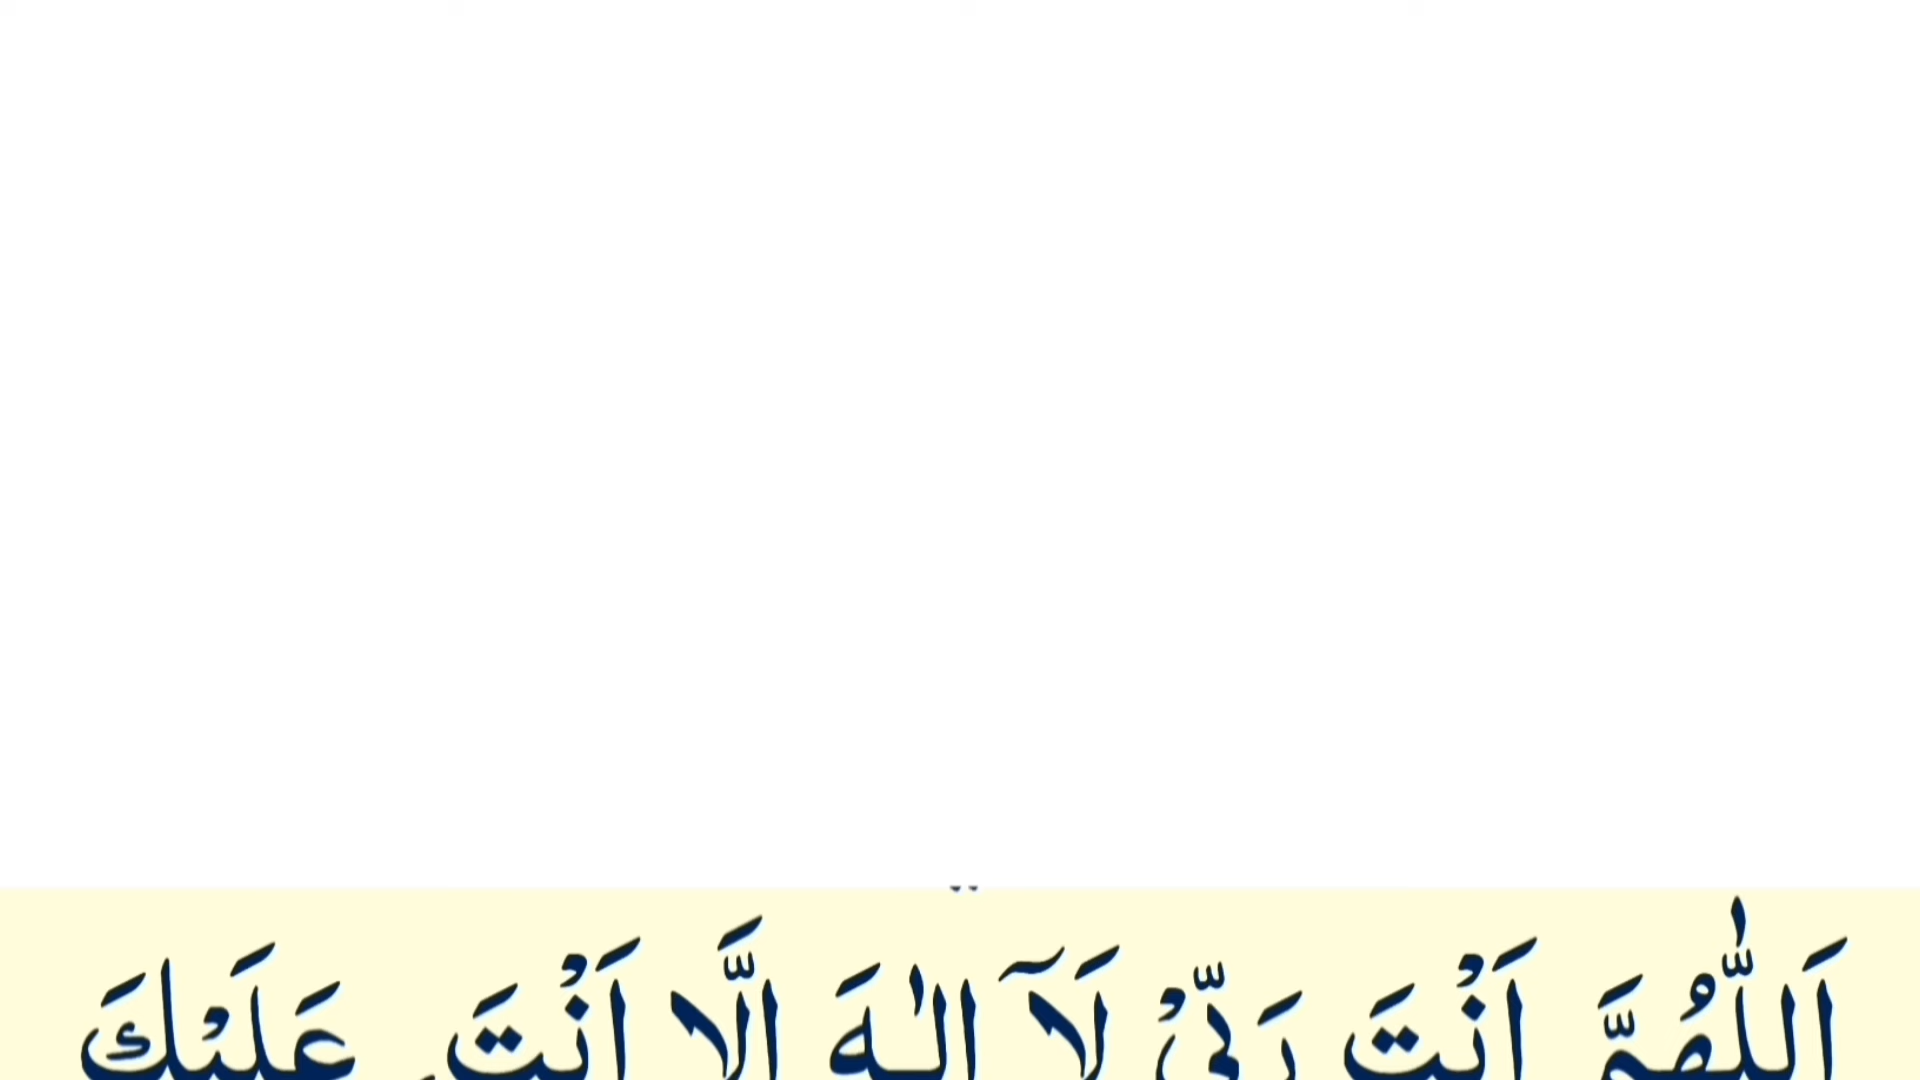 اَللّٰهُمَّ اَنْتَ رَبِّيْ لَآ اِلٰهَ اِلَّا اَنْتَ عَلَيْكَ